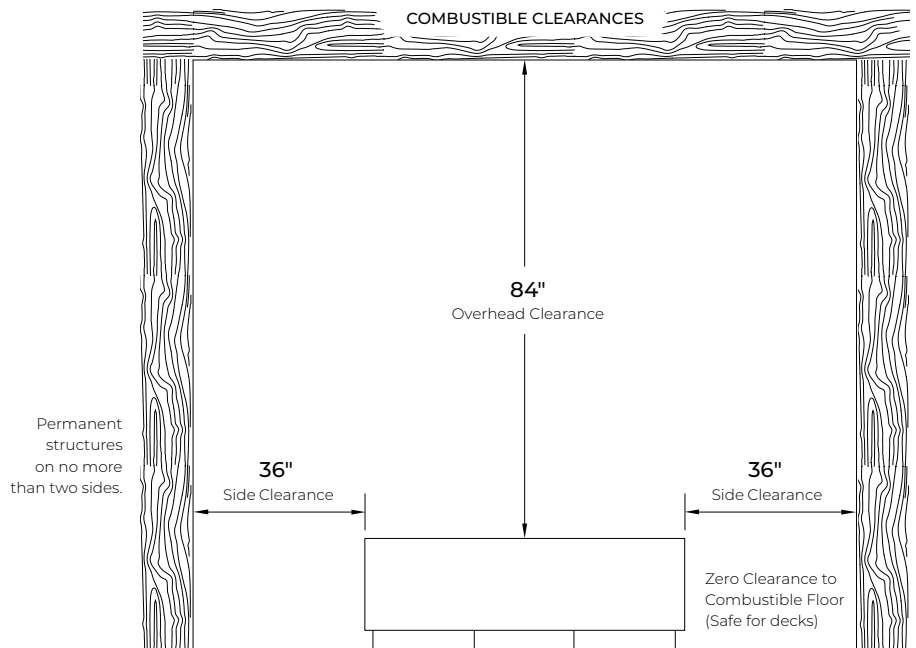 COMBUSTIBLE CLEARANCES
84"
Overhead Clearance
Permanent
structures
on no more
than two sides.
36"
Side Clearance
36"
Side Clearance
Zero Clearance to
Combustible Floor
(Safe for decks)